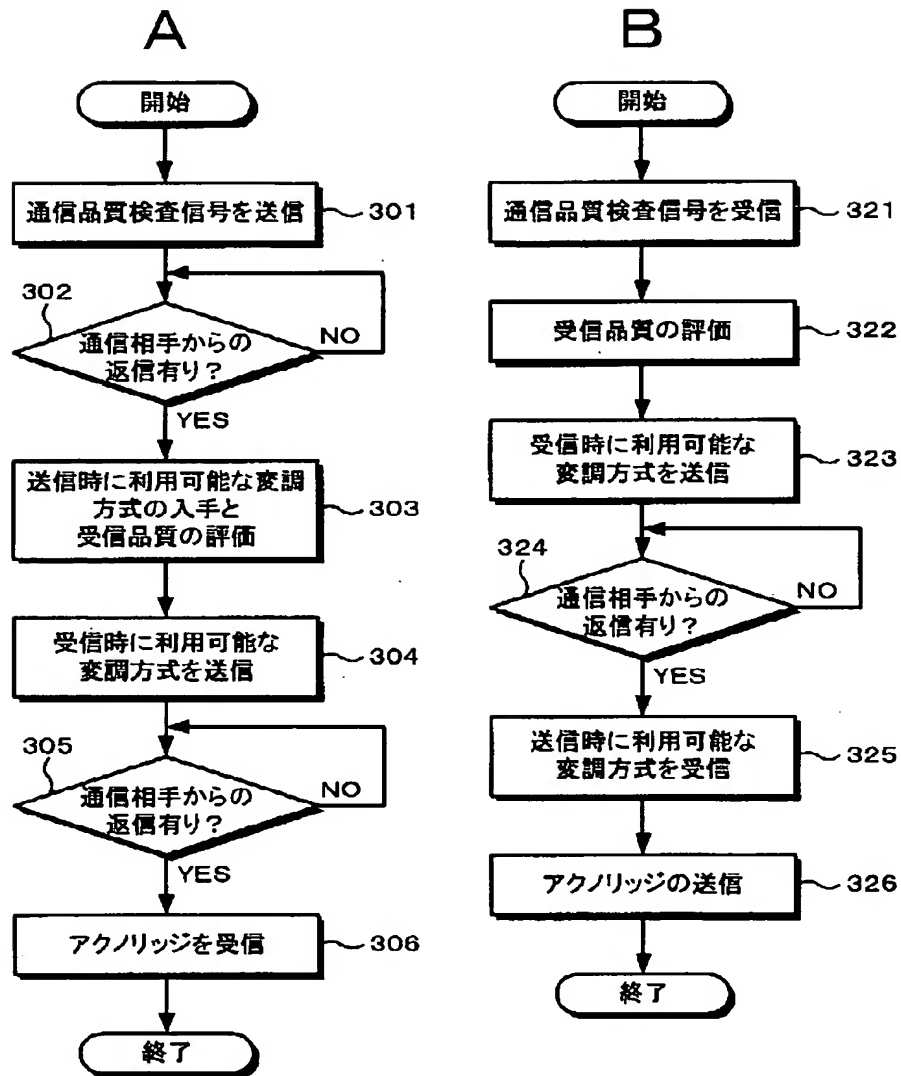 A
開始
通信品質検査信号を送信
301
302
通信相手からの
返信有り?
NO
YES
送信時に利用可能な変調
方式の入手と
受信品質の評価
303
受信時に利用可能な
変調方式を送信
304
305
通信相手からの
返信有り?
NO
YES
アクノリッジを受信
306
終了
B
開始
通信品質検査信号を受信
321
受信品質の評価
322
受信時に利用可能な
変調方式を送信
323
324
通信相手からの
返信有り?
NO
YES
送信時に利用可能な
変調方式を受信
325
アクノリッジの送信
326
終了